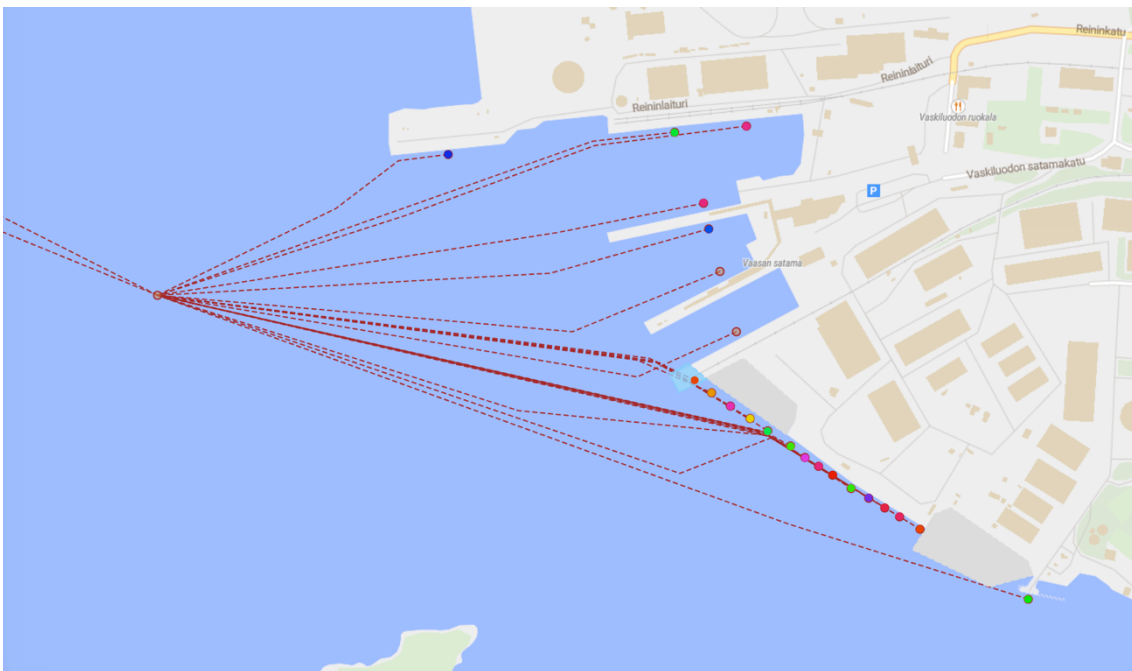 Reininkatu
Reininlaituri
Reininlaituri
Vaskiluodon ruokala
Vaskiluodon satamakatu
P
Vaasan satama